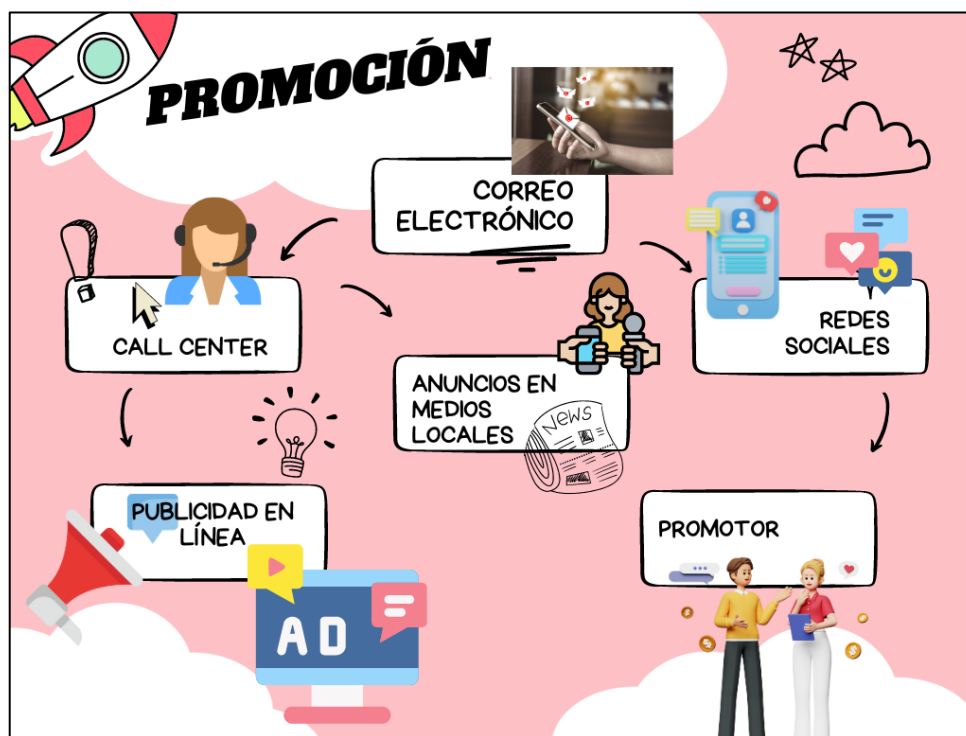 PROMOCIÓN
CORREO
ELECTRÓNICO
CALL CENTER
REDES
SOCIALES
ANUNCIOS EN
MEDIOS
LOCALES
NEWS
PUBLICIDAD EN
LÍNEA
PROMOTOR
AD